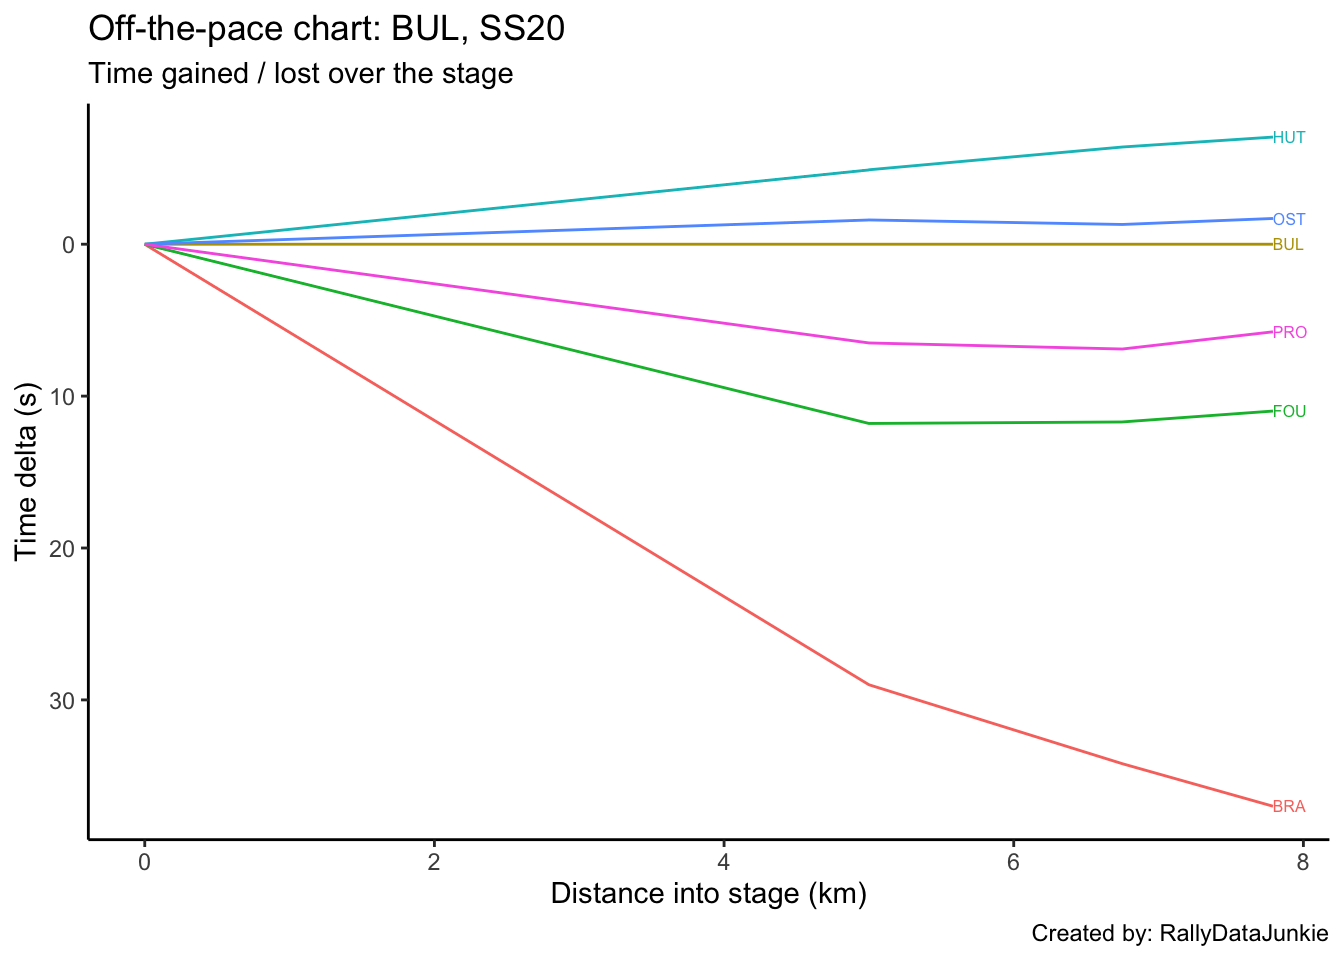 Off-the-pace chart: BUL, SS20
Time gained / lost over the stage
HUT
OST
BUL
PRO
FOU
BRA
0
10
20
30
Time delta (s)
0 2 4 6 8
Distance into stage (km)
Created by: RallyDataJunkie